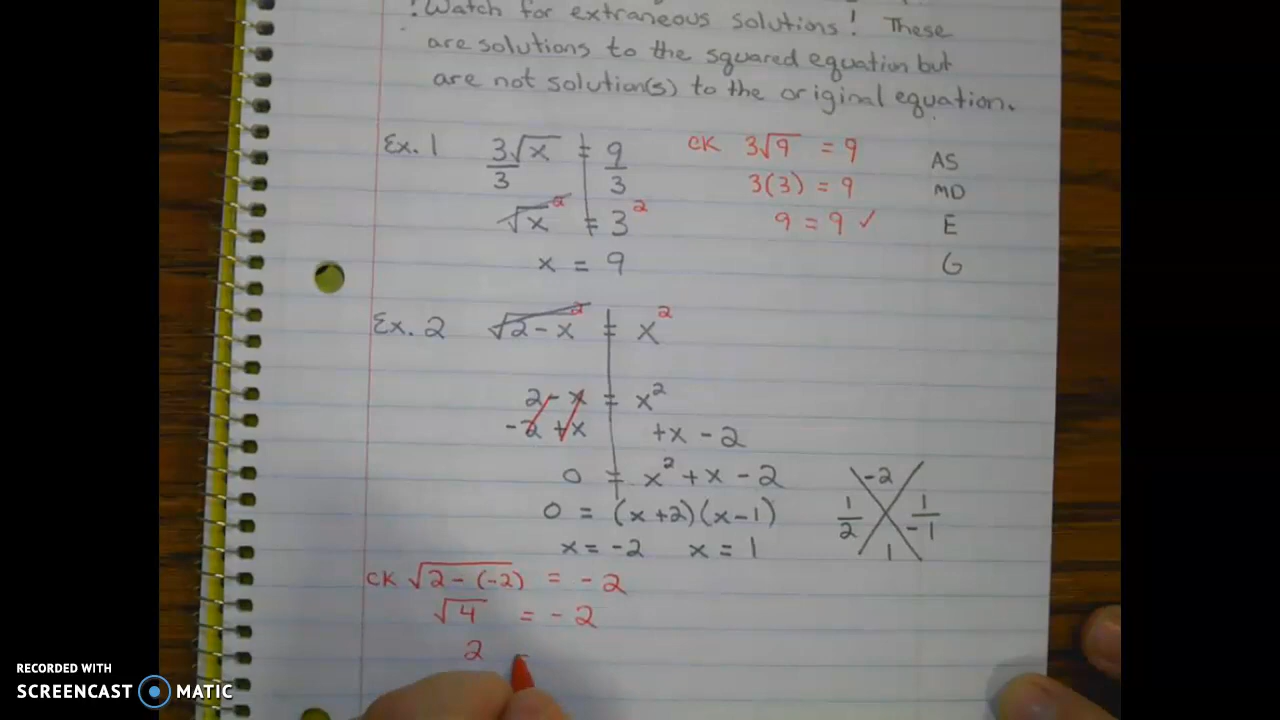 ! Watch for extraneous solutions! These
are solutions to the squared equation but
are not solution(s) to the original equation.
Ex. 1 3√x = 9 CK 3√9 = 9 AS
3 3 3(3) = 9 MD
√x² = 3² 9 = 9 ✓ E
x = 9 G
Ex. 2 √2-x² = x²
2 - x = x²
-2 +x +x - 2
0 = x² + x - 2 -2
0 = (x+2)(x-1) 1/2 1/-1
x = -2 x = 1 1
CK √2-(-2) = -2
√4 = -2
2
RECORDED WITH
SCREENCAST MATIC